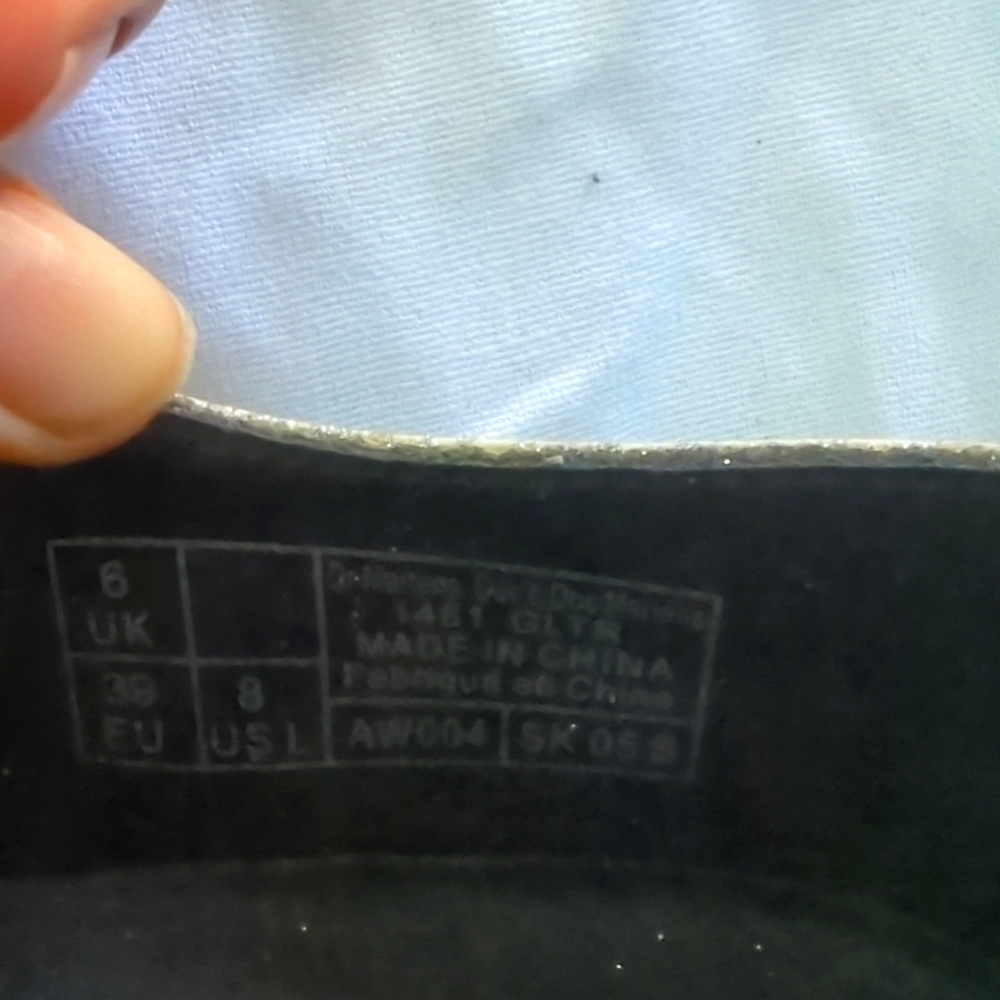 6
UK
39
EU
8
US L
1461 GLTR
MADE IN CHINA
Fabriqué en Chine
AW004
SK 05 S